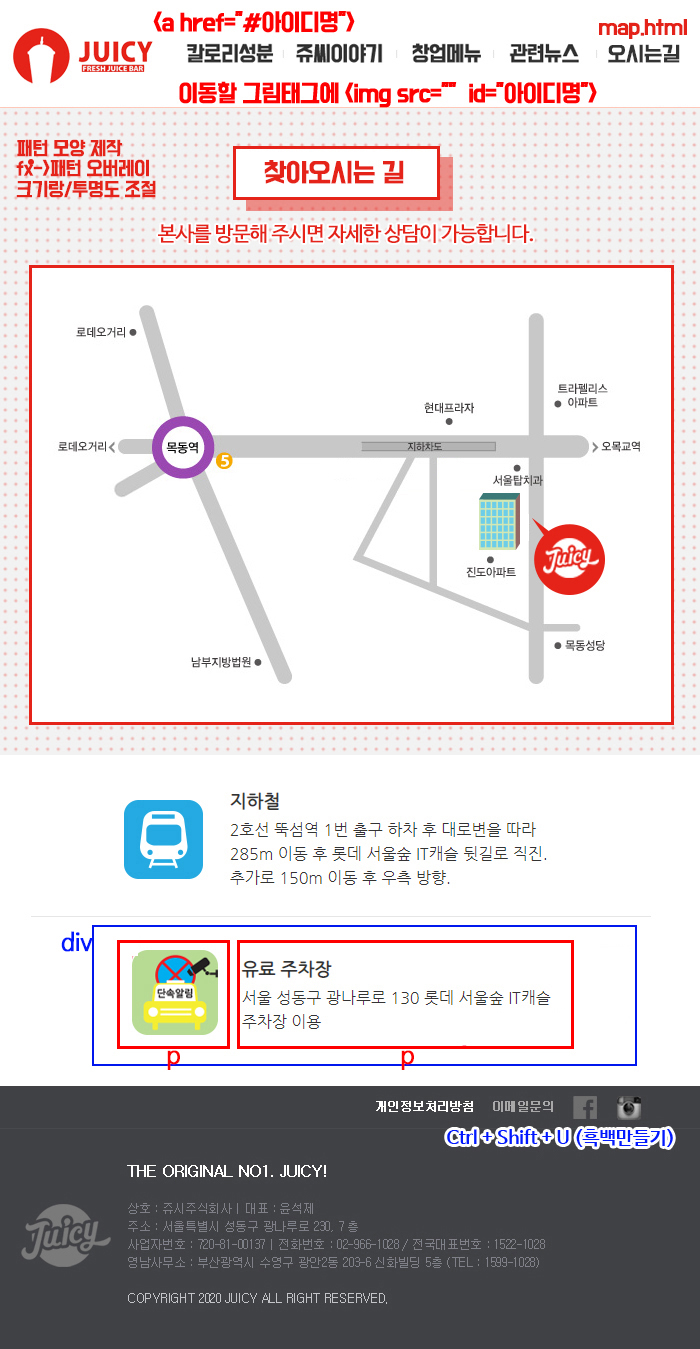 <a href="#아이디명">
map.html
JUICY
FRESH JUICE BAR
칼로리성분 쥬씨이야기 창업메뉴 관련뉴스 오시는길
이동할 그림태그에 <img src="" id="아이디명">
패턴 모양 제작
fx->패턴 오버레이
크기랑/투명도 조절
찾아오시는 길
본사를 방문해 주시면 자세한 상담이 가능합니다.
로데오거리
트라펠리스
아파트
현대프라자
로데오거리
목동역
5
지하차도
오목교역
서울탑치과
Juicy
진도아파트
목동성당
남부지방법원
지하철
2호선 뚝섬역 1번 출구 하차 후 대로변을 따라
285m 이동 후 롯데 서울숲 IT캐슬 뒷길로 직진.
추가로 150m 이동 후 우측 방향.
div
단속알림
유료 주차장
서울 성동구 광나루로 130 롯데 서울숲 IT캐슬
주차장 이용
p p
개인정보처리방침 이메일문의
Ctrl + Shift + U (흑백만들기)
THE ORIGINAL NO1. JUICY!
Juicy
상호 : 쥬시주식회사 | 대표 : 윤석제
주소 : 서울특별시 성동구 광나루로 230, 7 층
사업자번호 : 720-81-00137 | 전화번호 : 02-966-1028 / 전국대표번호 : 1522-1028
영남사무소 : 부산광역시 수영구 광안2동 203-6 신화빌딩 5층 (TEL : 1599-1028)
COPYRIGHT 2020 JUICY ALL RIGHT RESERVED.